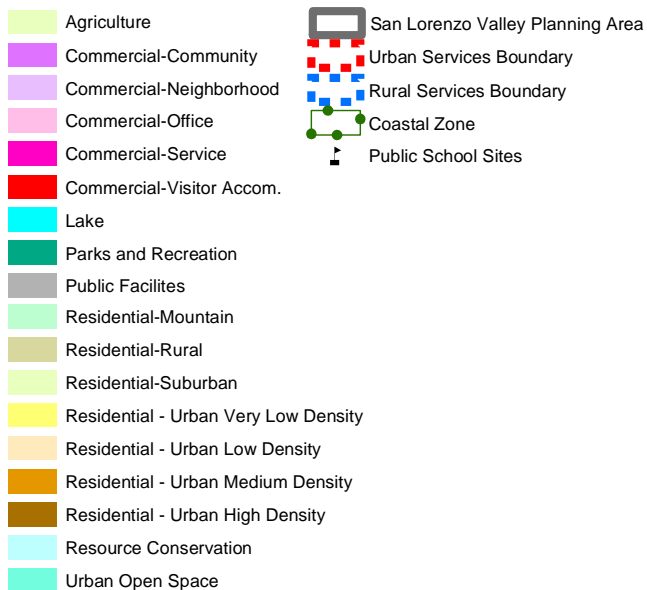 Agriculture
Commercial-Community
Commercial-Neighborhood
Commercial-Office
Commercial-Service
Commercial-Visitor Accom.
Lake
Parks and Recreation
Public Facilites
Residential-Mountain
Residential-Rural
Residential-Suburban
Residential - Urban Very Low Density
Residential - Urban Low Density
Residential - Urban Medium Density
Residential - Urban High Density
Resource Conservation
Urban Open Space
San Lorenzo Valley Planning Area
Urban Services Boundary
Rural Services Boundary
Coastal Zone
Public School Sites